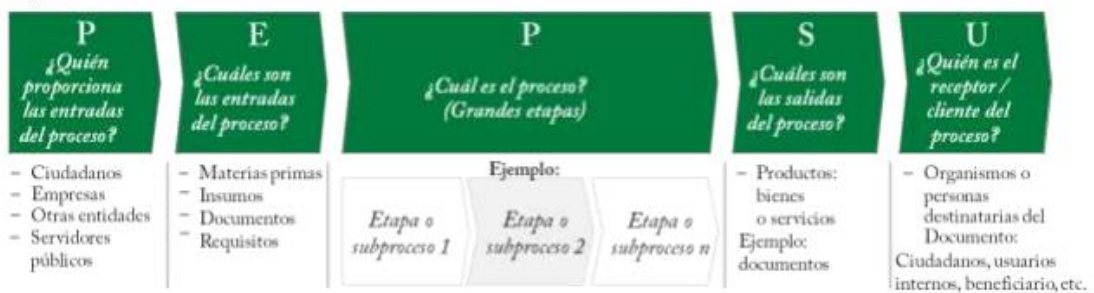 P
¿Quién
proporciona
las entradas
del proceso?
- Ciudadanos
- Empresas
- Otras entidades
- Servidores
públicos
E
¿Cuáles son
las entradas
del proceso?
- Materias primas
- Insumos
- Documentos
- Requisitos
P
¿Cuál es el proceso?
(Grandes etapas)
Ejemplo:
Etapa o
subproceso 1
Etapa o
subproceso 2
Etapa o
subproceso n
S
¿Cuáles son
las salidas
del proceso?
- Productos:
bienes
o servicios
Ejemplo:
documentos
U
¿Quién es el
receptor /
cliente del
proceso?
- Organismos o
personas
destinatarias del
Documento:
Ciudadanos, usuarios
internos, beneficiario, etc.